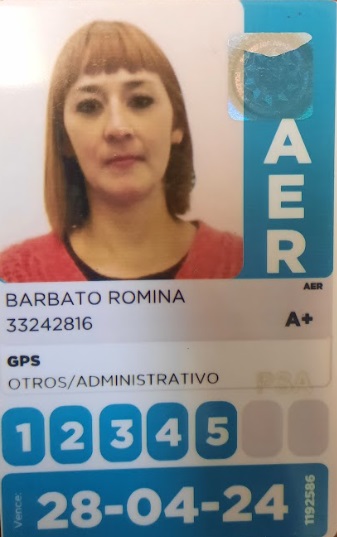 AER
AER
BARBATO ROMINA
33242816
A+
GPS
OTROS/ADMINISTRATIVO
PSA
1 2 3 4 5
Vence.
28-04-24
1192586